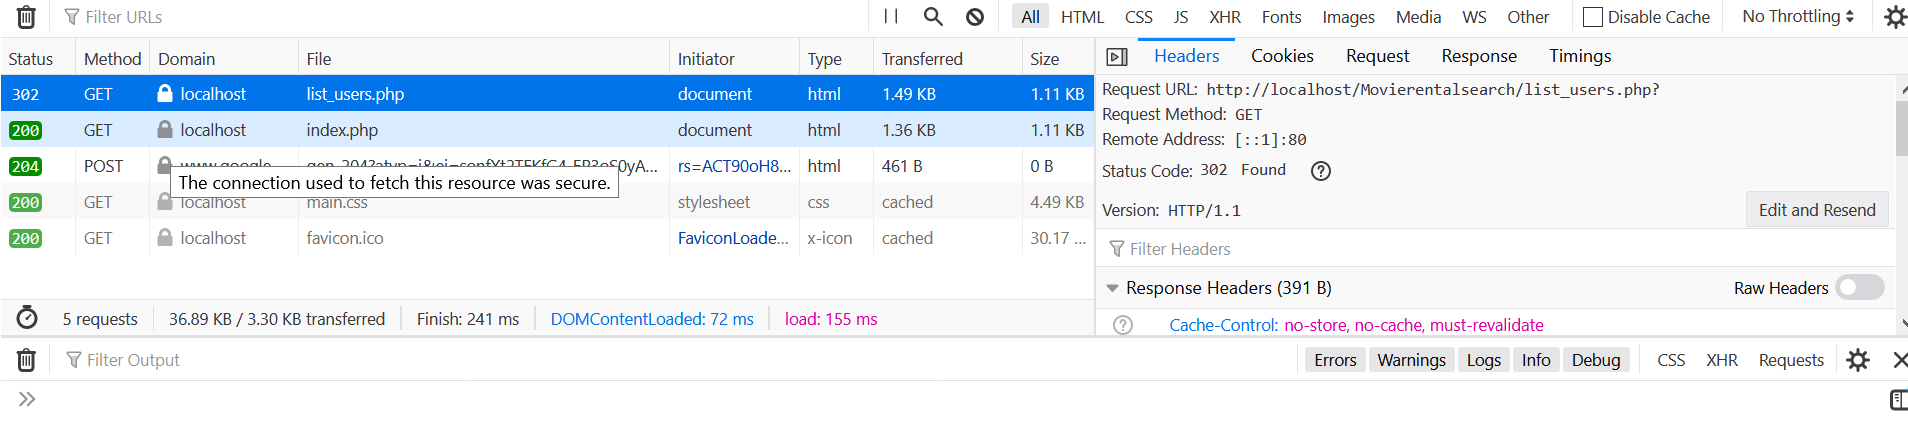 Filter URLs All HTML CSS JS XHR Fonts Images Media WS Other Disable Cache No Throttling
Status Method Domain File Initiator Type Transferred Size
302 GET localhost list_users.php document html 1.49 KB 1.11 KB
200 GET localhost index.php document html 1.36 KB 1.11 KB
204 POST www.google... rs=ACT90oH8... html 461 B 0 B
The connection used to fetch this resource was secure.
200 GET localhost main.css stylesheet css cached 4.49 KB
200 GET localhost favicon.ico FaviconLoade... x-icon cached 30.17 ...
5 requests 36.89 KB / 3.30 KB transferred Finish: 241 ms DOMContentLoaded: 72 ms load: 155 ms
Headers Cookies Request Response Timings
Request URL: http://localhost/Movierentalsearch/list_users.php?
Request Method: GET
Remote Address: [::1]:80
Status Code: 302 Found
Version: HTTP/1.1 Edit and Resend
Filter Headers
Response Headers (391 B) Raw Headers
Cache-Control: no-store, no-cache, must-revalidate
Filter Output Errors Warnings Logs Info Debug CSS XHR Requests